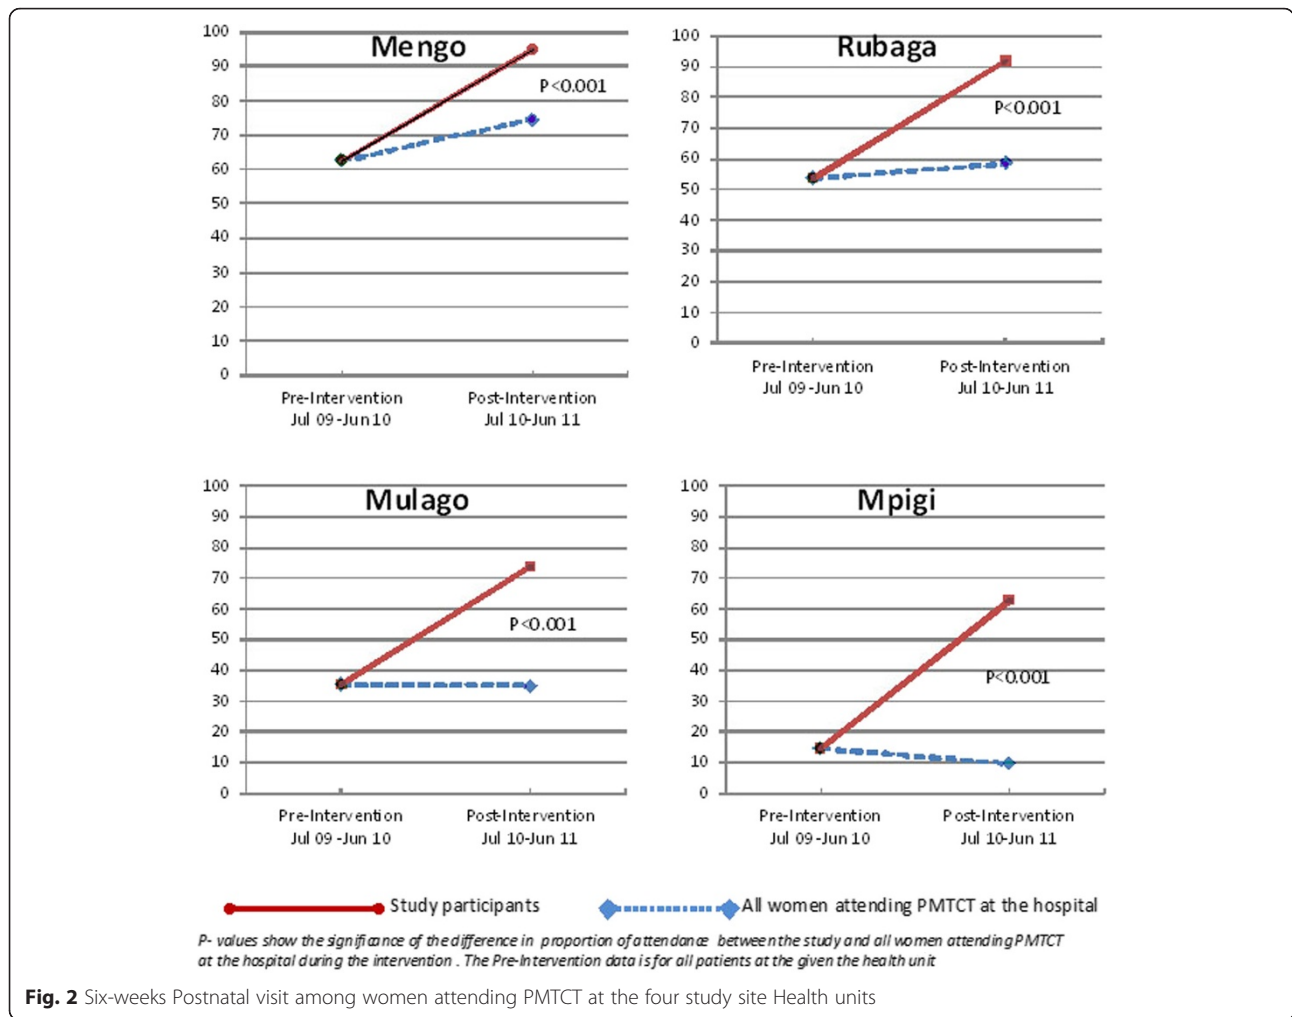 Mengo
100
90
80
70
60
50
40
30
20
10
0
P<0.001
Pre-Intervention
Jul 09 -Jun 10
Post-Intervention
Jul 10-Jun 11
Rubaga
100
90
80
70
60
50
40
30
20
10
0
P<0.001
Pre-Intervention
Jul 09 -Jun 10
Post-Intervention
Jul 10-Jun 11
Mulago
100
90
80
70
60
50
40
30
20
10
0
P<0.001
Pre-Intervention
Jul 09 -Jun 10
Post-Intervention
Jul 10-Jun 11
Mpigi
100
90
80
70
60
50
40
30
20
10
0
P<0.001
Pre-Intervention
Jul 09 -Jun 10
Post-Intervention
Jul 10-Jun 11
Study participants
All women attending PMTCT at the hospital
P- values show the significance of the difference in proportion of attendance between the study and all women attending PMTCT
at the hospital during the intervention . The Pre-Intervention data is for all patients at the given the health unit
Fig. 2 Six-weeks Postnatal visit among women attending PMTCT at the four study site Health units